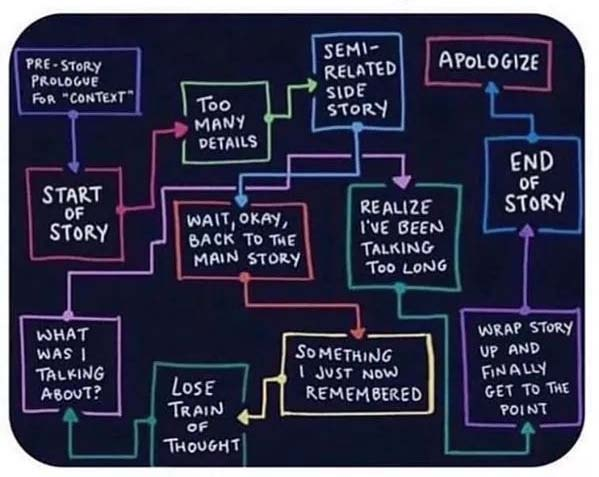 PRE-STORY
PROLOGUE
FOR "CONTEXT"
START
OF
STORY
TOO
MANY
DETAILS
SEMI-
RELATED
SIDE
STORY
WAIT, OKAY,
BACK TO THE
MAIN STORY
SOMETHING
I JUST NOW
REMEMBERED
LOSE
TRAIN
OF
THOUGHT
WHAT
WAS I
TALKING
ABOUT?
REALIZE
I'VE BEEN
TALKING
TOO LONG
WRAP STORY
UP AND
FINALLY
GET TO THE
POINT
END
OF
STORY
APOLOGIZE